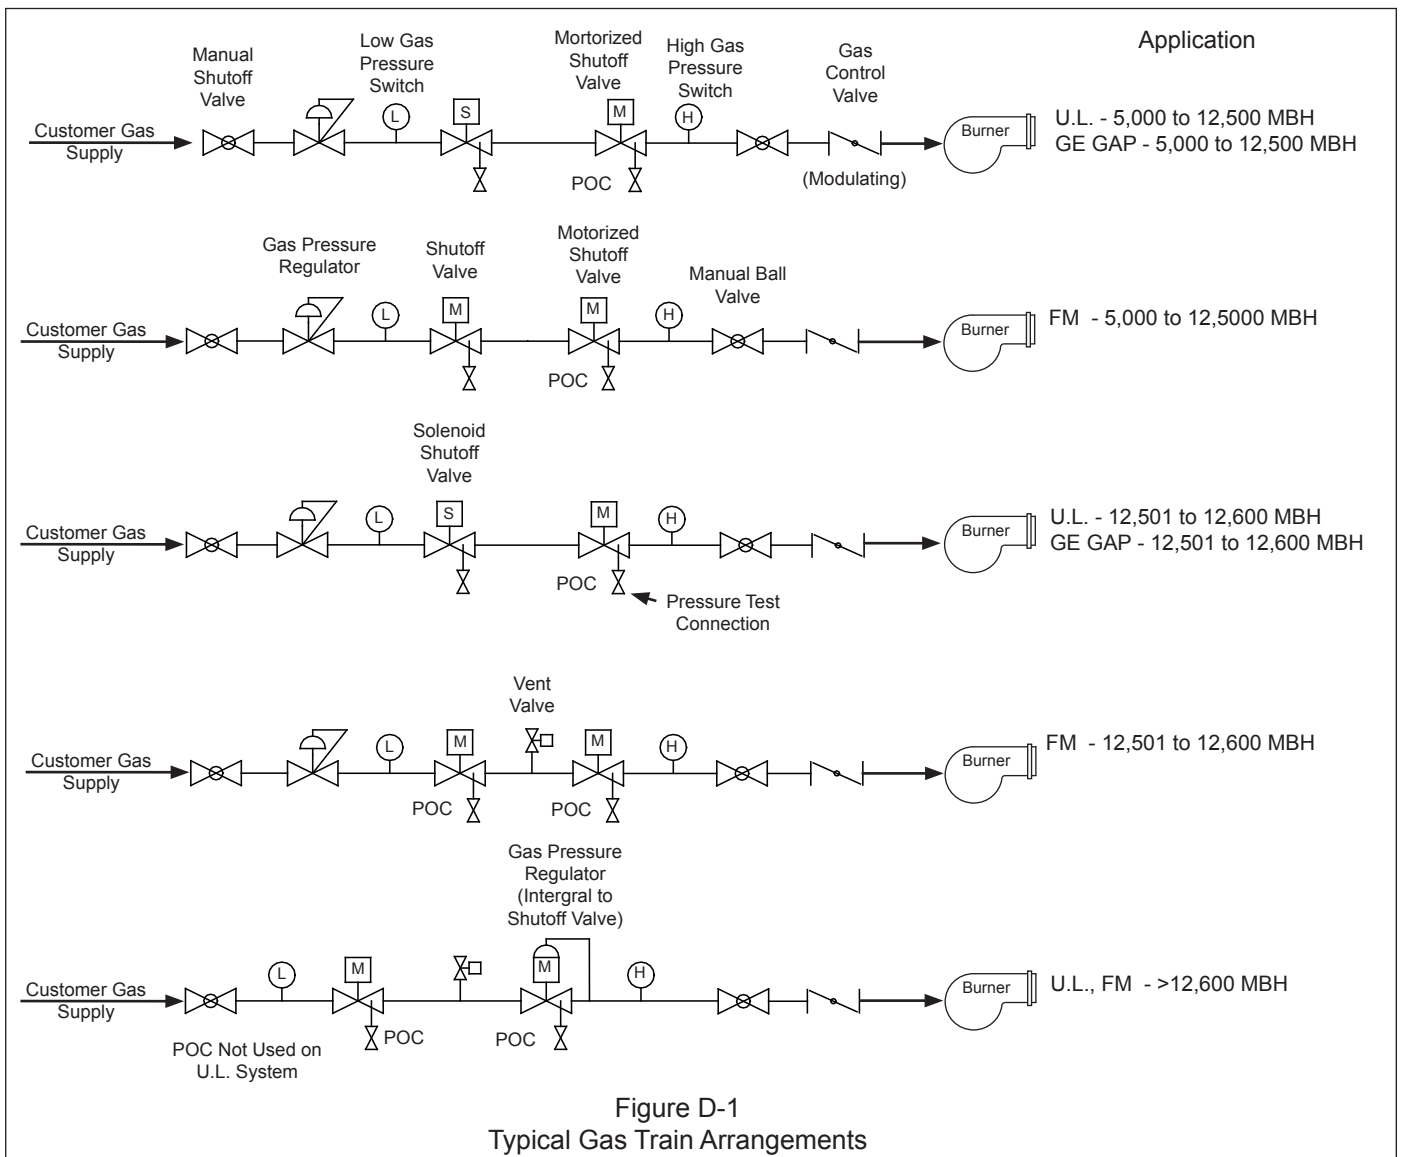 Application
Manual
Shutoff
Valve
Low Gas
Pressure
Switch
Mortorized
Shutoff
Valve
High Gas
Pressure
Switch
Gas
Control
Valve
Customer Gas
Supply
L
S
M
H
POC
(Modulating)
Burner
U.L. - 5,000 to 12,500 MBH
GE GAP - 5,000 to 12,500 MBH
Gas Pressure
Regulator
Shutoff
Valve
Motorized
Shutoff
Valve
Manual Ball
Valve
Customer Gas
Supply
L
M
M
H
POC
Burner
FM - 5,000 to 12,5000 MBH
Solenoid
Shutoff
Valve
Customer Gas
Supply
L
S
M
H
POC
Pressure Test
Connection
Burner
U.L. - 12,501 to 12,600 MBH
GE GAP - 12,501 to 12,600 MBH
Vent
Valve
Customer Gas
Supply
L
M
M
H
POC
POC
Burner
FM - 12,501 to 12,600 MBH
Gas Pressure
Regulator
(Intergral to
Shutoff Valve)
Customer Gas
Supply
L
M
M
H
POC
POC
Burner
U.L., FM - >12,600 MBH
POC Not Used on
U.L. System
Figure D-1
Typical Gas Train Arrangements